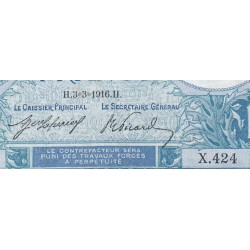 H.3=3=1916.H.
LE CAISSIER PRINCIPAL LE SECRÉTAIRE GÉNÉRAL
X.424
LE CONTREFACTEUR SERA
PUNI DES TRAVAUX FORCÉS
À PERPÉTUITÉ